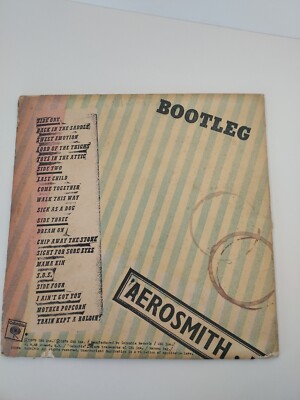 BOOTLEG
SIDE ONE
BACK IN THE SADDLE
SWEET EMOTION
LORD OF THE THIGHS
TOYS IN THE ATTIC
SIDE TWO
LAST CHILD
COME TOGETHER
WALK THIS WAY
SICK AS A DOG
SIDE THREE
DREAM ON
CHIP AWAY THE STONE
SIGHT FOR SORE EYES
MAMA KIN
S.O.S.
SIDE FOUR
I AIN'T GOT YOU
MOTHER POPCORN
TRAIN KEPT A ROLLIN'
AEROSMITH